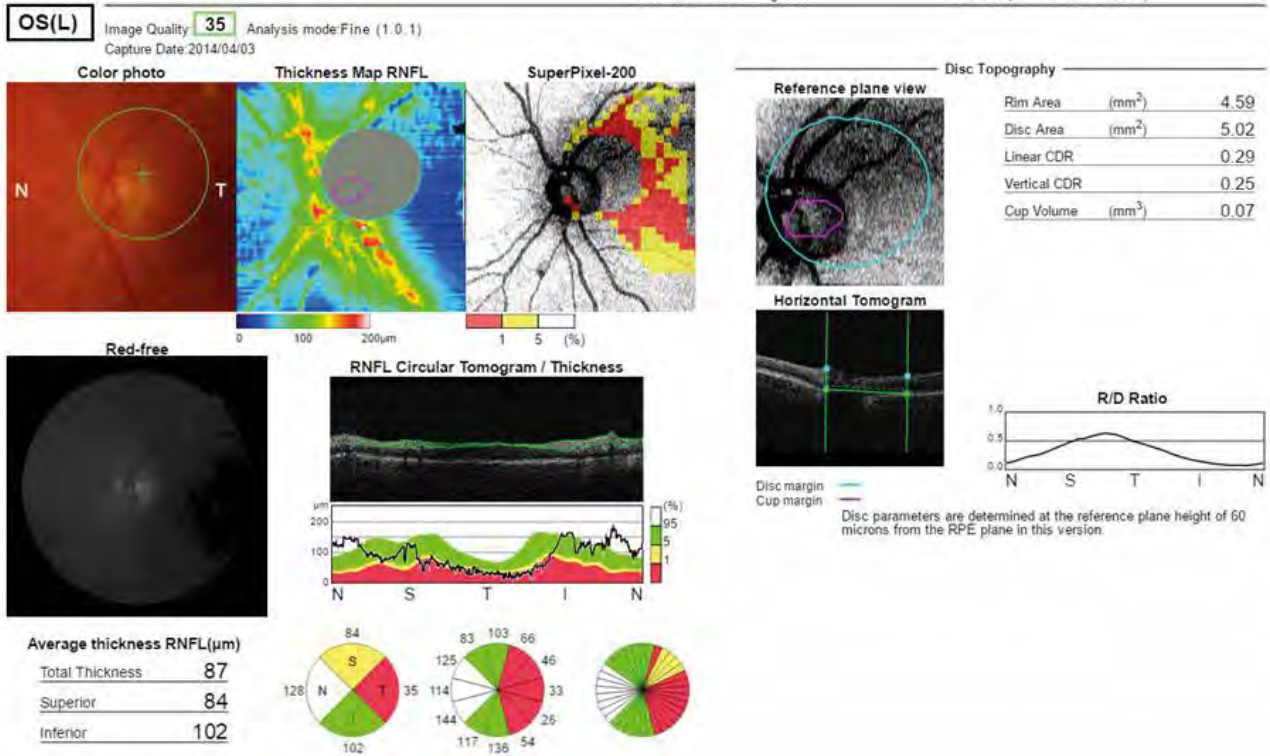 OS(L)
Image Quality: 35 Analysis mode:Fine (1.0.1)
Capture Date:2014/04/03
Color photo
Thickness Map RNFL
SuperPixel-200
N
T
0 100 200μm
1 5 (%)
Red-free
RNFL Circular Tomogram / Thickness
μm
200
100
0
(%)
95
5
1
N S T I N
Average thickness RNFL(μm)
Total Thickness 87
Superior 84
Inferior 102
84
S
128 N T 35
I
102
83 103 66
125 46
114 33
144 26
117 136 54
Disc Topography
Reference plane view
Rim Area (mm²) 4.59
Disc Area (mm²) 5.02
Linear CDR 0.29
Vertical CDR 0.25
Cup Volume (mm³) 0.07
Horizontal Tomogram
Disc margin
Cup margin
R/D Ratio
1.0
0.5
0.0
N S T I N
Disc parameters are determined at the reference plane height of 60
microns from the RPE plane in this version.